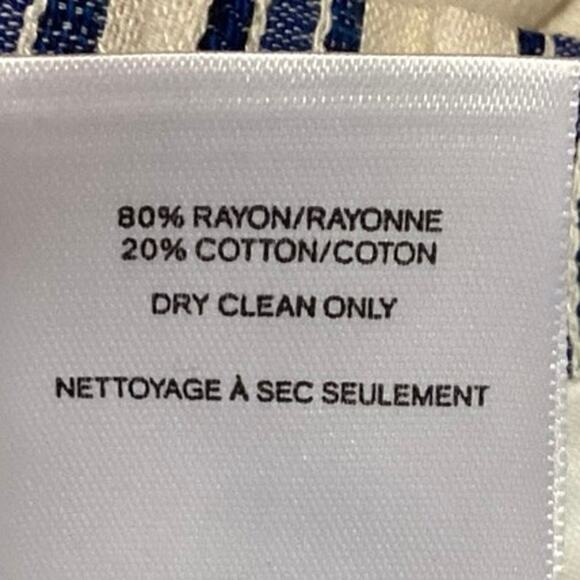 80% RAYON/RAYONNE
20% COTTON/COTON
DRY CLEAN ONLY
NETTOYAGE À SEC SEULEMENT